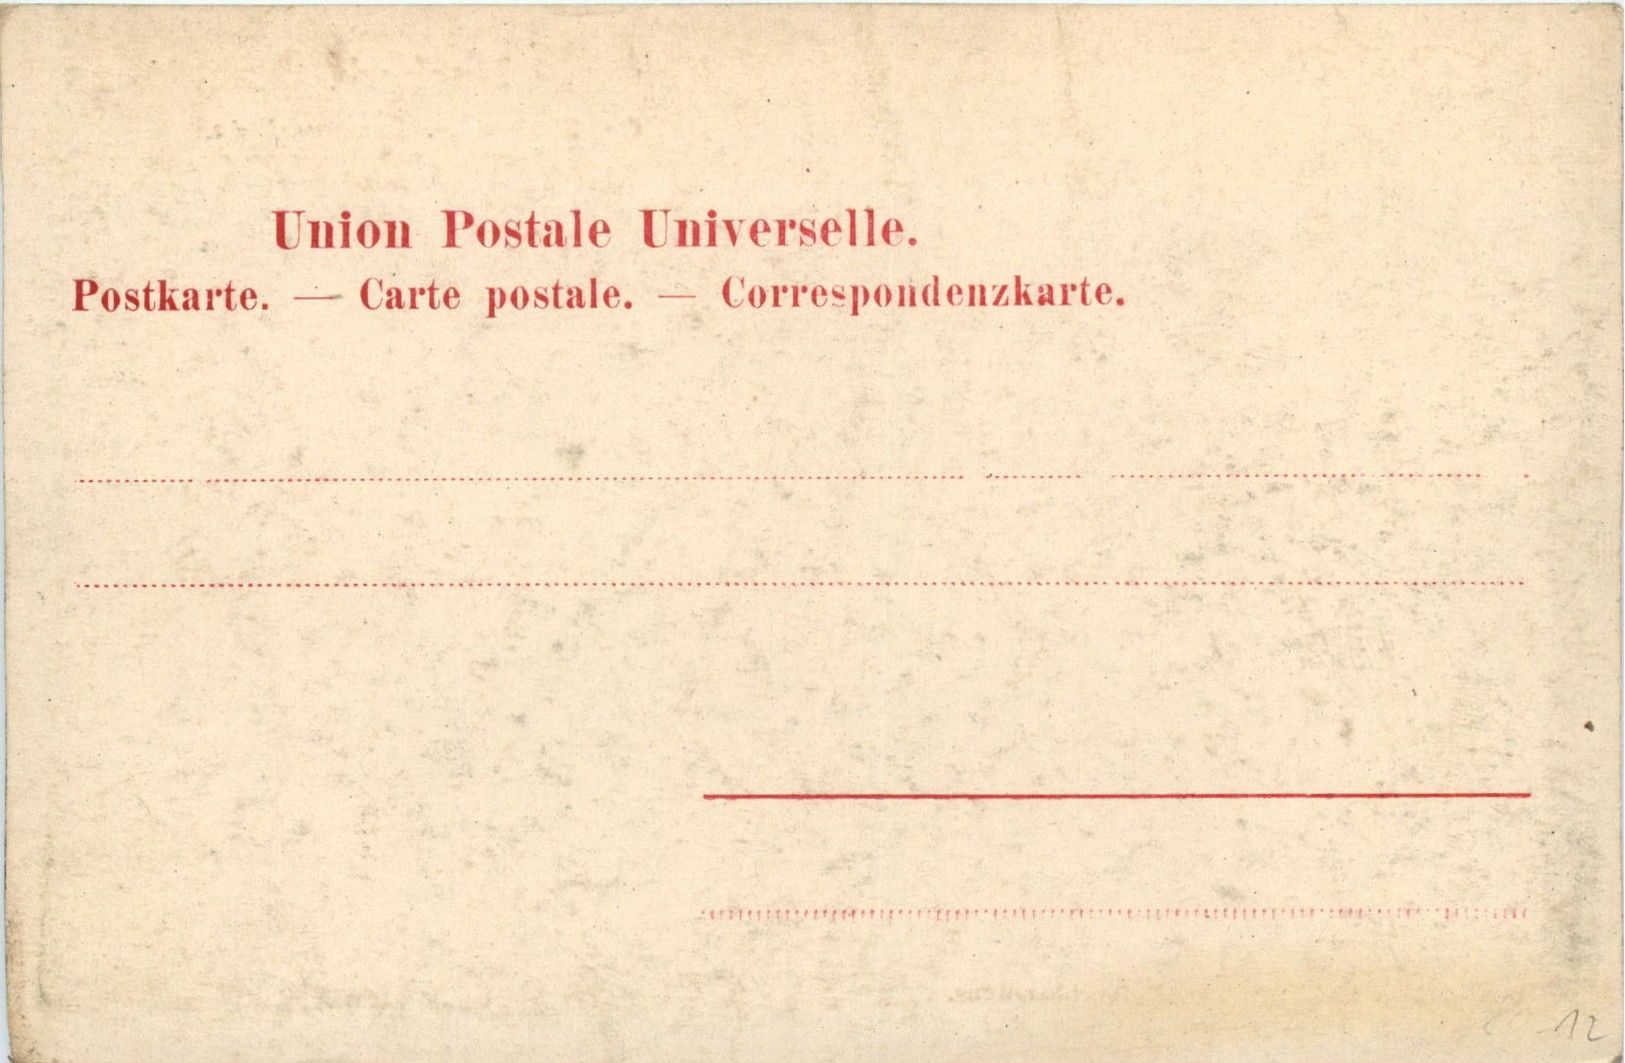 Union Postale Universelle.
Postkarte. — Carte postale. — Correspondenzkarte.
12